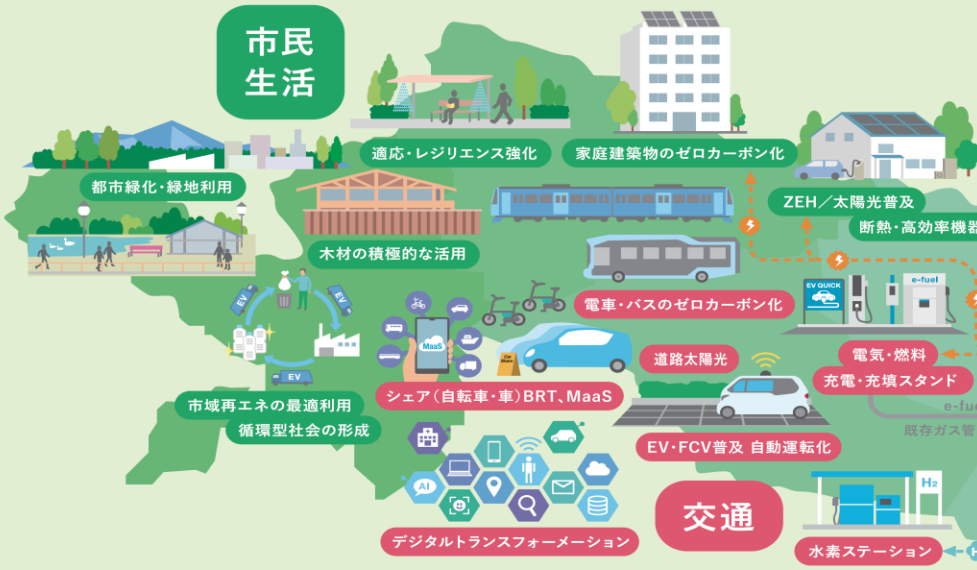 市民
生活
適応・レジリエンス強化
家庭建築物のゼロカーボン化
都市緑化・緑地利用
ZEH／太陽光普及
断熱・高効率機器
木材の積極的な活用
電車・バスのゼロカーボン化
EV QUICK
e-fuel
EV
EV
EV
MaaS
Car
Share
道路太陽光
電気・燃料
充電・充填スタンド
シェア（自転車・車）BRT、MaaS
市域再エネの最適利用
循環型社会の形成
e-fue
既存ガス管
EV・FCV普及 自動運転化
AI
H2
交通
デジタルトランスフォーメーション
水素ステーション
H